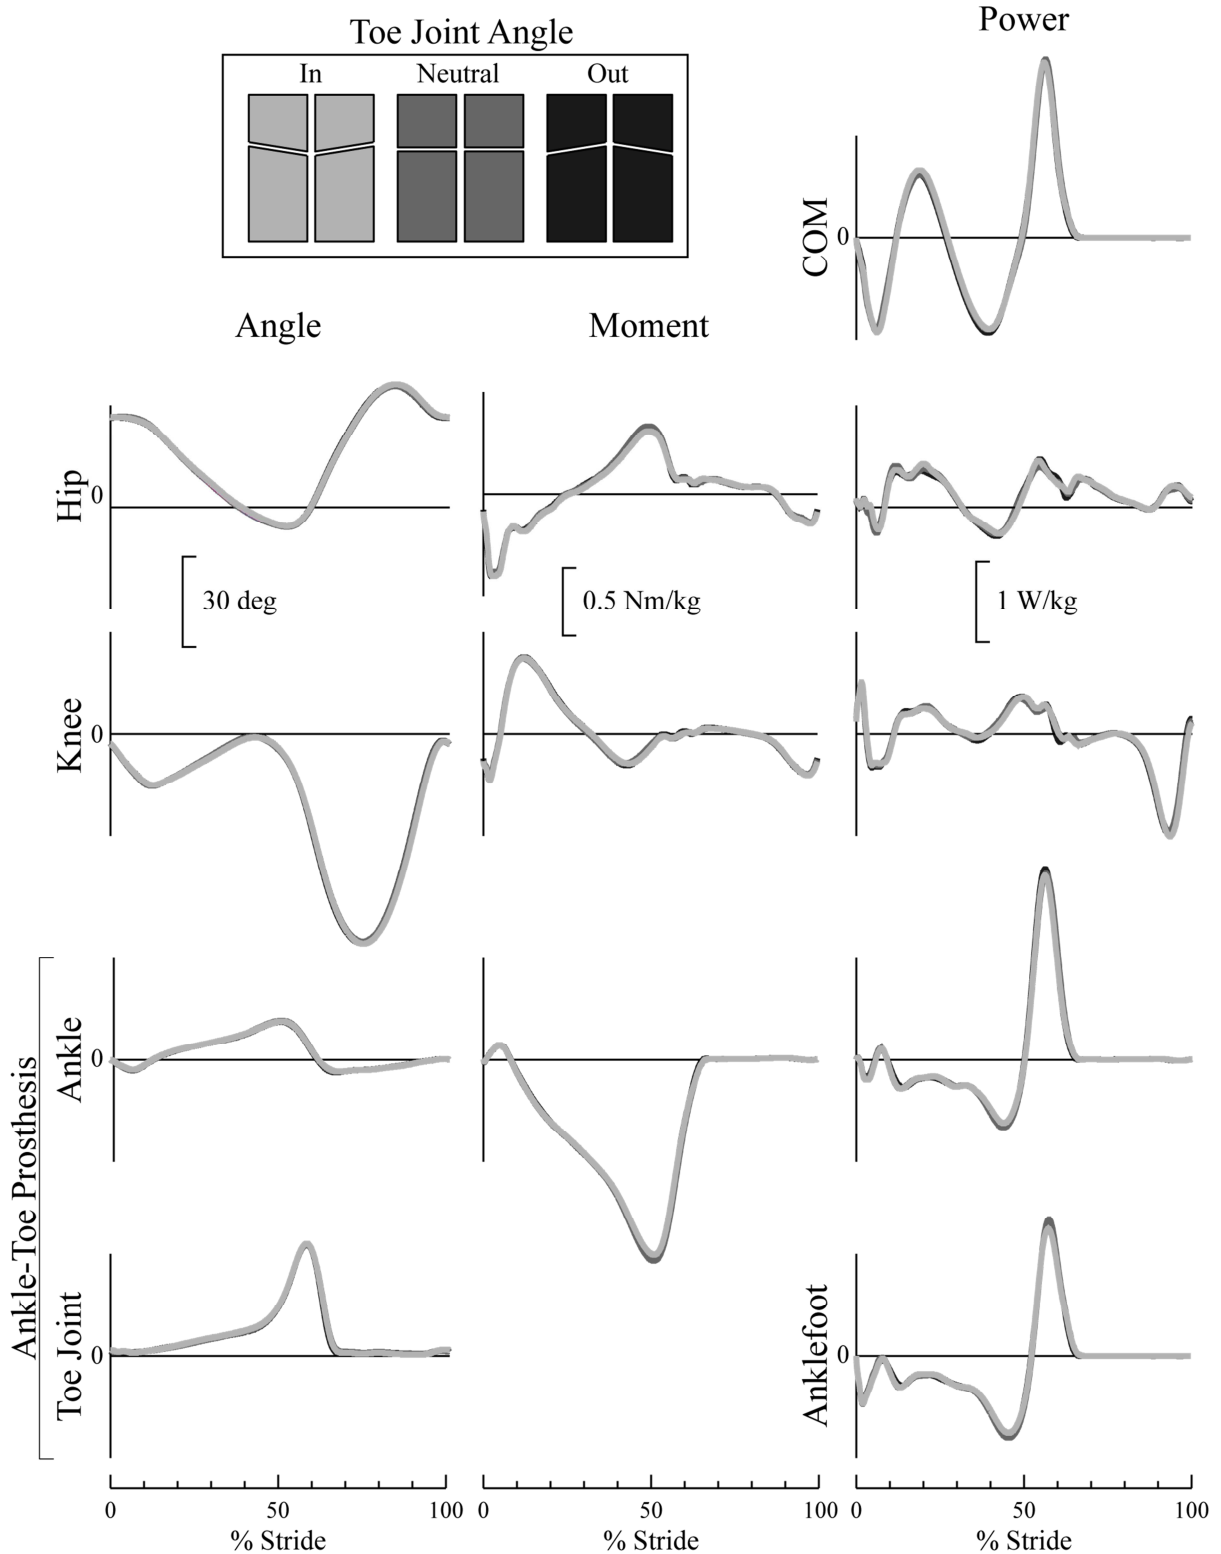 Power
Toe Joint Angle
In Neutral Out
COM
0
Angle Moment
Hip
0
30 deg 0.5 Nm/kg 1 W/kg
Knee
0
Ankle-Toe Prosthesis
Ankle
0
Toe Joint
0
Anklefoot
0
0 50 100 0 50 100 0 50 100
% Stride % Stride % Stride